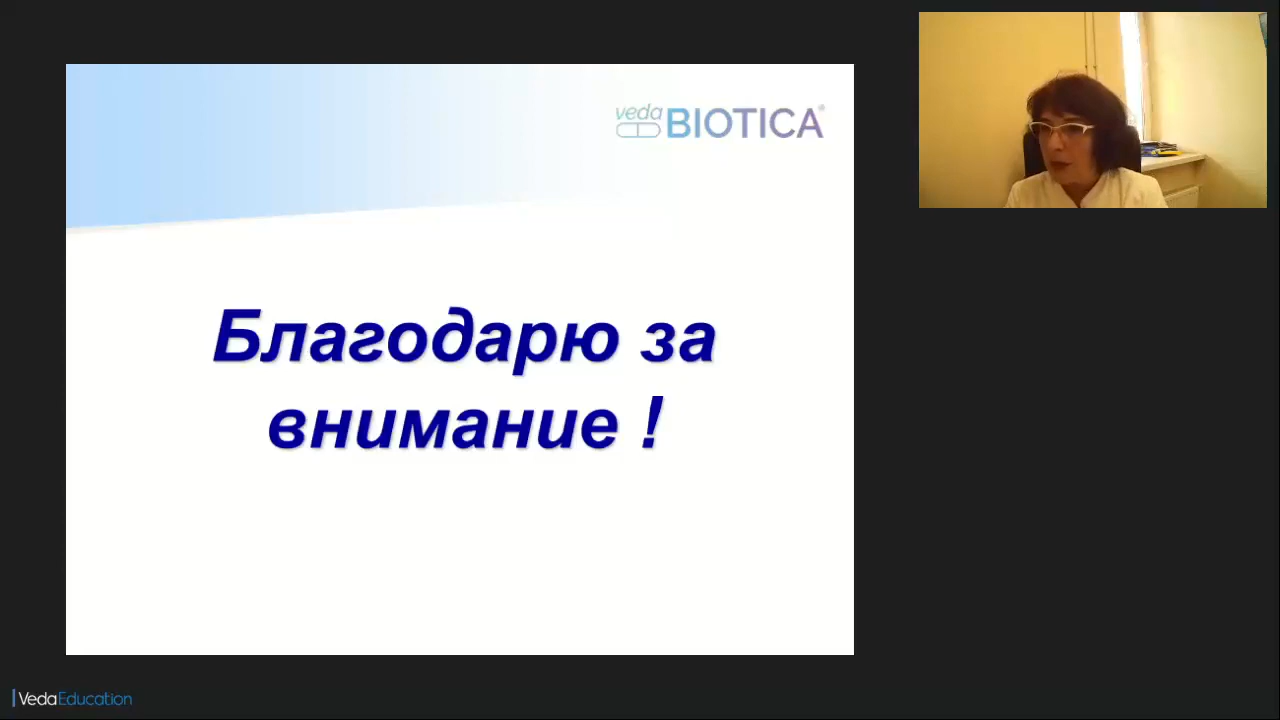 veda
BIOTICA®
Благодарю за
внимание !
VedaEducation